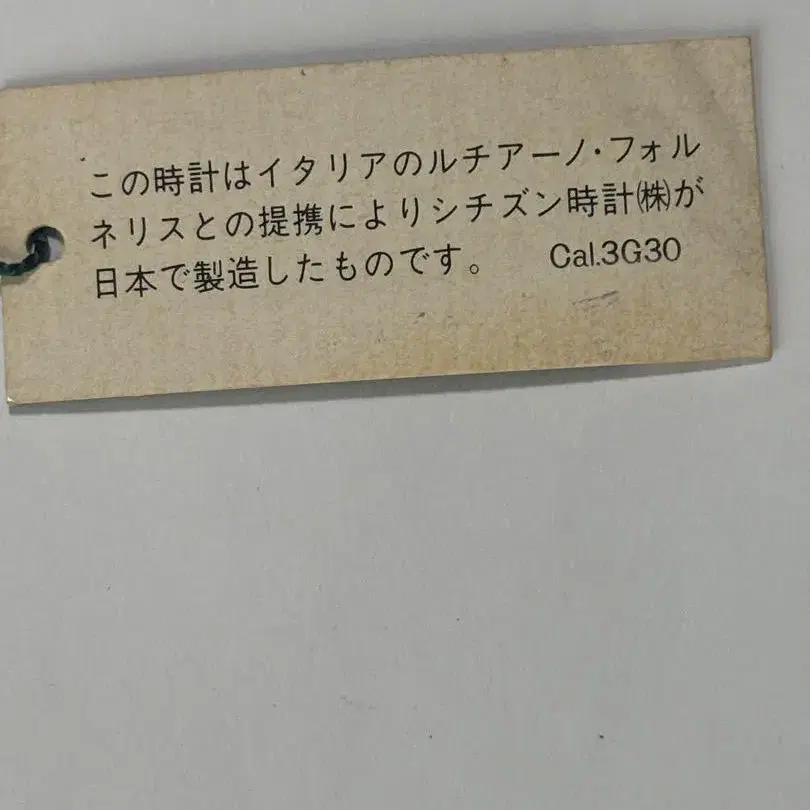 この時計はイタリアのルチアーノ・フォル
ネリスとの提携によりシチズン時計㈱が
日本で製造したものです。 Cal.3G30